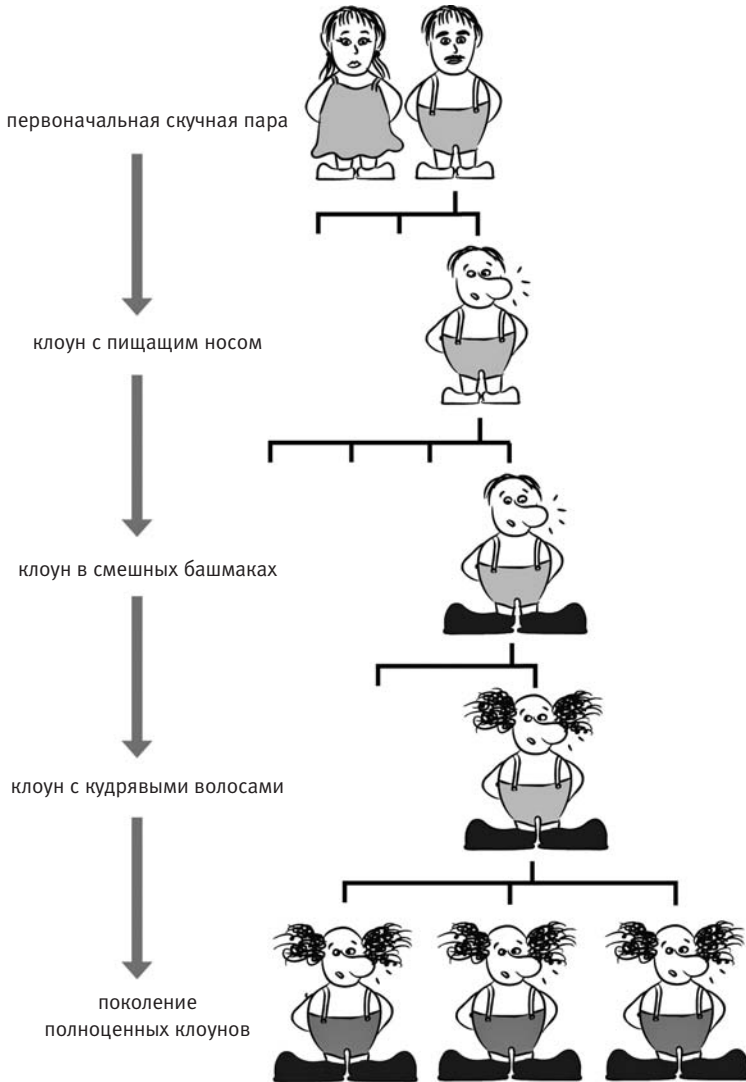 первоначальная скучная пара
клоун с пищащим носом
клоун в смешных башмаках
клоун с кудрявыми волосами
поколение
полноценных клоунов